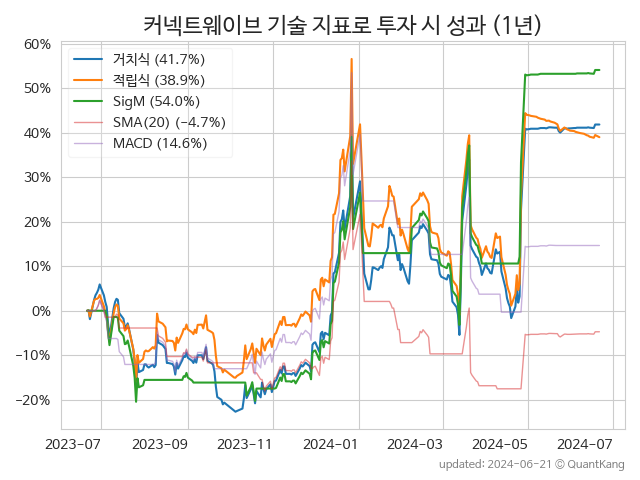 커넥트웨이브 기술 지표로 투자 시 성과 (1년)
60%
50%
40%
30%
20%
10%
0%
−10%
−20%
거치식 (41.7%)
적립식 (38.9%)
SigM (54.0%)
SMA(20) (−4.7%)
MACD (14.6%)
2023-07 2023-09 2023-11 2024-01 2024-03 2024-05 2024-07
updated: 2024-06-21 © QuantKang